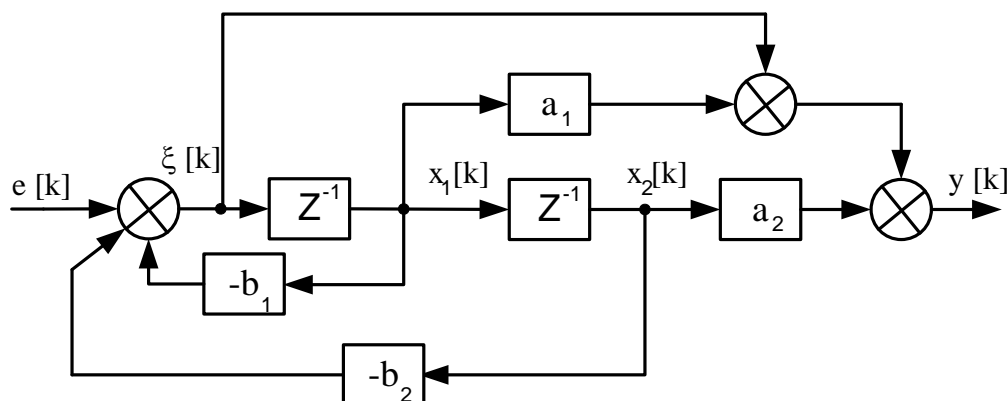 a₁
ξ [k]
x₁[k]
x₂[k]
y [k]
e [k]
Z⁻¹
Z⁻¹
a₂
-b₁
-b₂